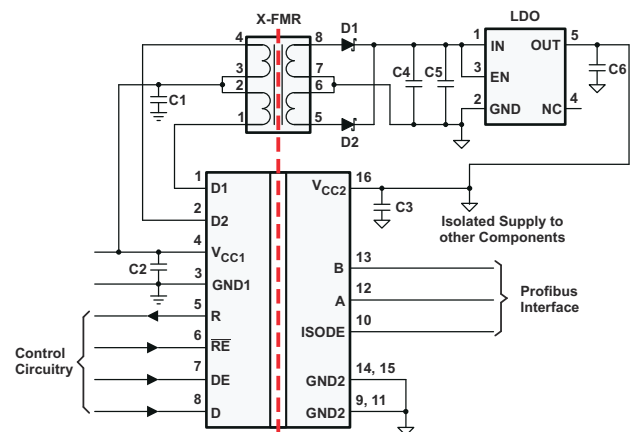 X-FMR
D1
LDO
4
8
3
2
7
6
1
5
D2
C1
C4
C5
1
IN
OUT
5
3
EN
2
GND
NC
4
C6
1
D1
2
D2
4
VCC1
3
GND1
5
R
6
RE
7
DE
8
D
C2
16
VCC2
C3
Isolated Supply to
other Components
13
B
12
A
10
ISODE
14, 15
GND2
9, 11
GND2
Profibus
Interface
Control
Circuitry